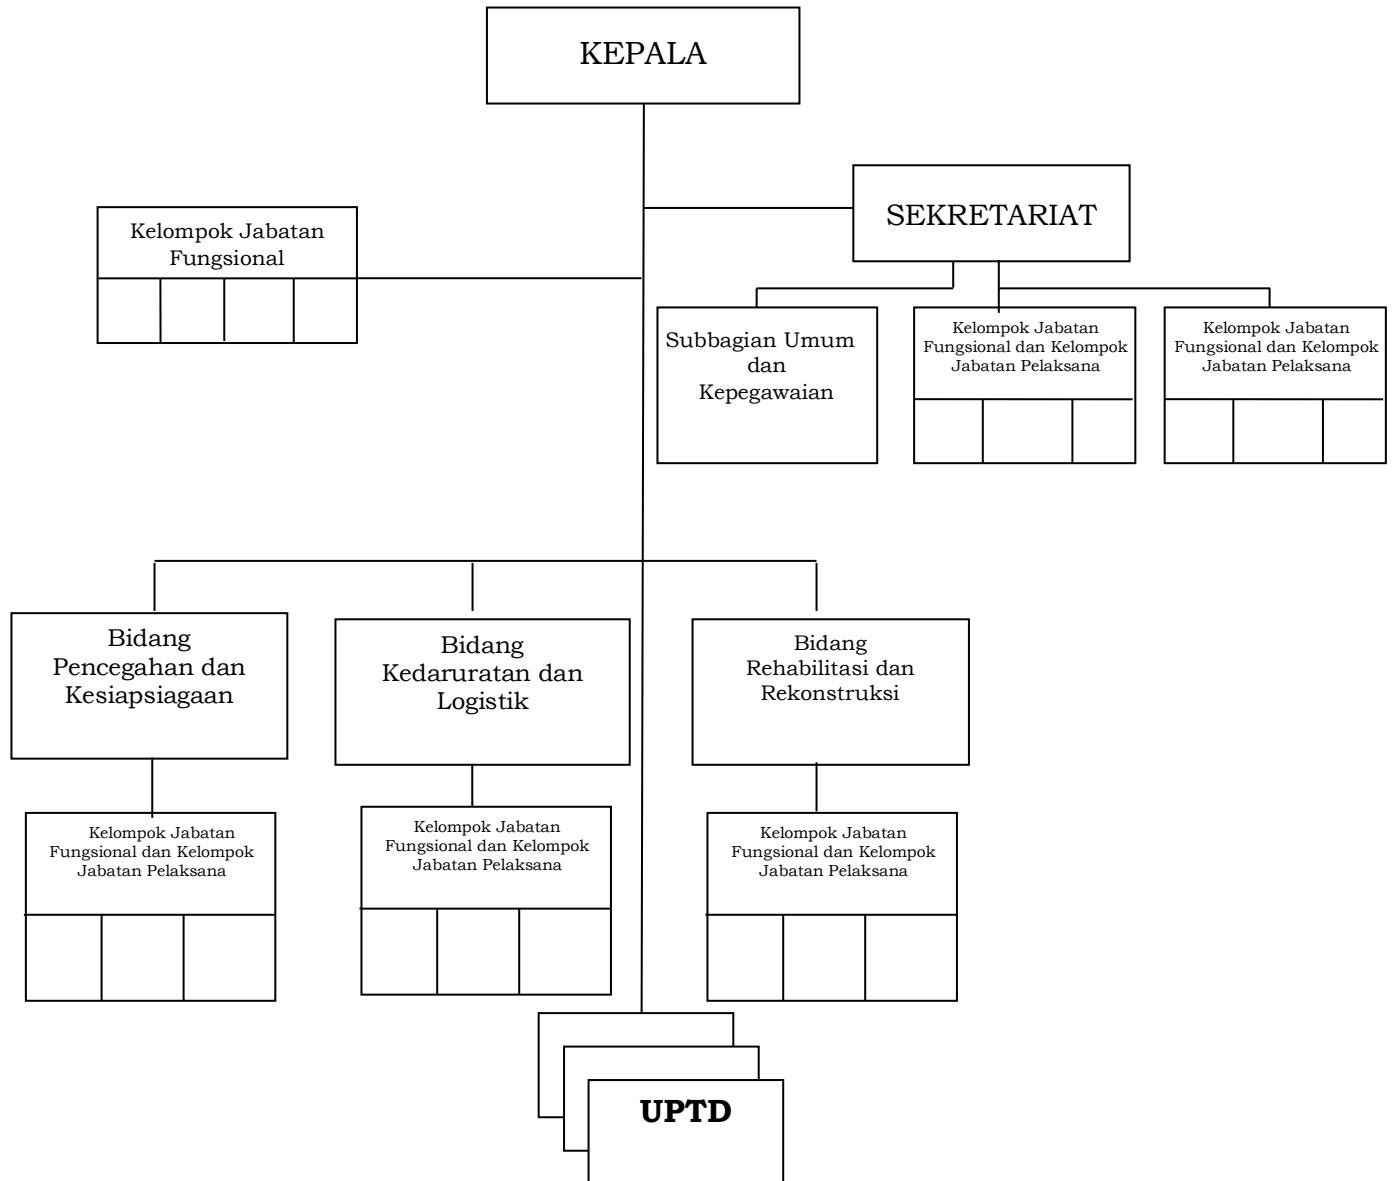 KEPALA
SEKRETARIAT
Kelompok Jabatan
Fungsional
Subbagian Umum
dan
Kepegawaian
Kelompok Jabatan
Fungsional dan Kelompok
Jabatan Pelaksana
Kelompok Jabatan
Fungsional dan Kelompok
Jabatan Pelaksana
Bidang
Pencegahan dan
Kesiapsiagaan
Bidang
Kedaruratan dan
Logistik
Bidang
Rehabilitasi dan
Rekonstruksi
Kelompok Jabatan
Fungsional dan Kelompok
Jabatan Pelaksana
Kelompok Jabatan
Fungsional dan Kelompok
Jabatan Pelaksana
Kelompok Jabatan
Fungsional dan Kelompok
Jabatan Pelaksana
UPTD